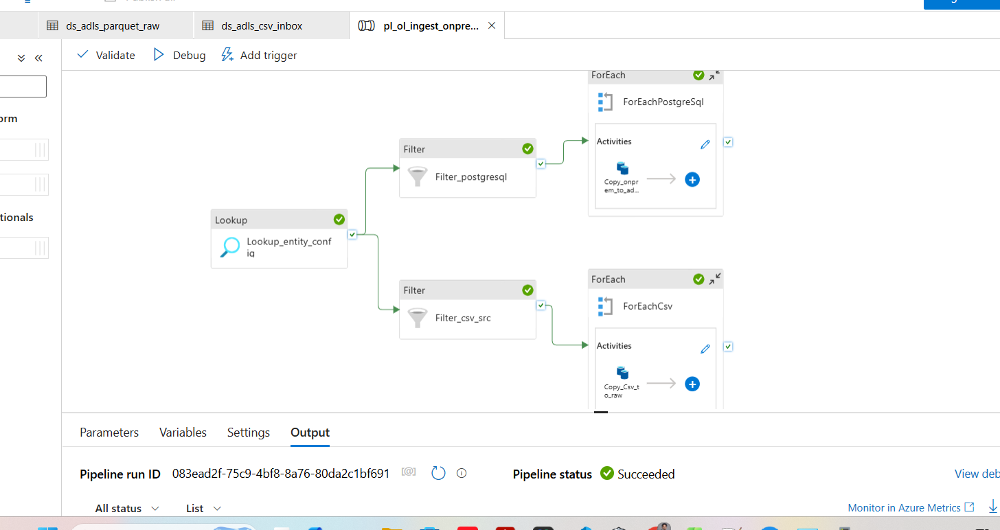 ds_adls_parquet_raw
ds_adls_csv_inbox
pl_ol_ingest_onpre...
Validate
Debug
Add trigger
orm
tionals
ForEach
ForEachPostgreSql
Activities
Copy_onpr
em_to_ad...
Filter
Filter_postgresql
Lookup
Lookup_entity_conf
ig
Filter
Filter_csv_src
ForEach
ForEachCsv
Activities
Copy_Csv_t
o_raw
Parameters
Variables
Settings
Output
Pipeline run ID
083ead2f-75c9-4bf8-8a76-80da2c1bf691
[@]
Pipeline status
Succeeded
View deb
All status
List
Monitor in Azure Metrics